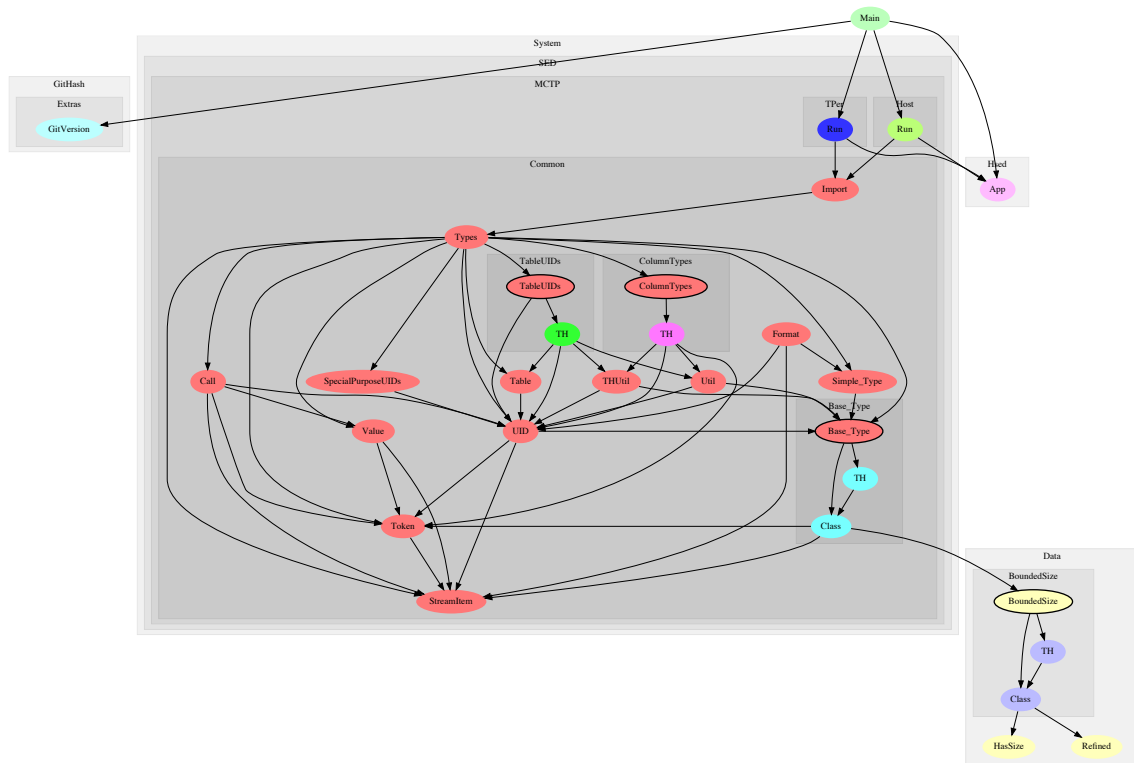 Main
System
SED
GitHash
MCTP
Extras
TPer
Host
GitVersion
Run
Run
Common
Hsed
Import
App
Types
TableUIDs
ColumnTypes
TableUIDs
ColumnTypes
TH
TH
Format
Call
SpecialPurposeUIDs
Table
THUtil
Util
Simple_Type
Base_Type
Value
UID
Base_Type
TH
Token
Class
Data
BoundedSize
StreamItem
BoundedSize
TH
Class
HasSize
Refined